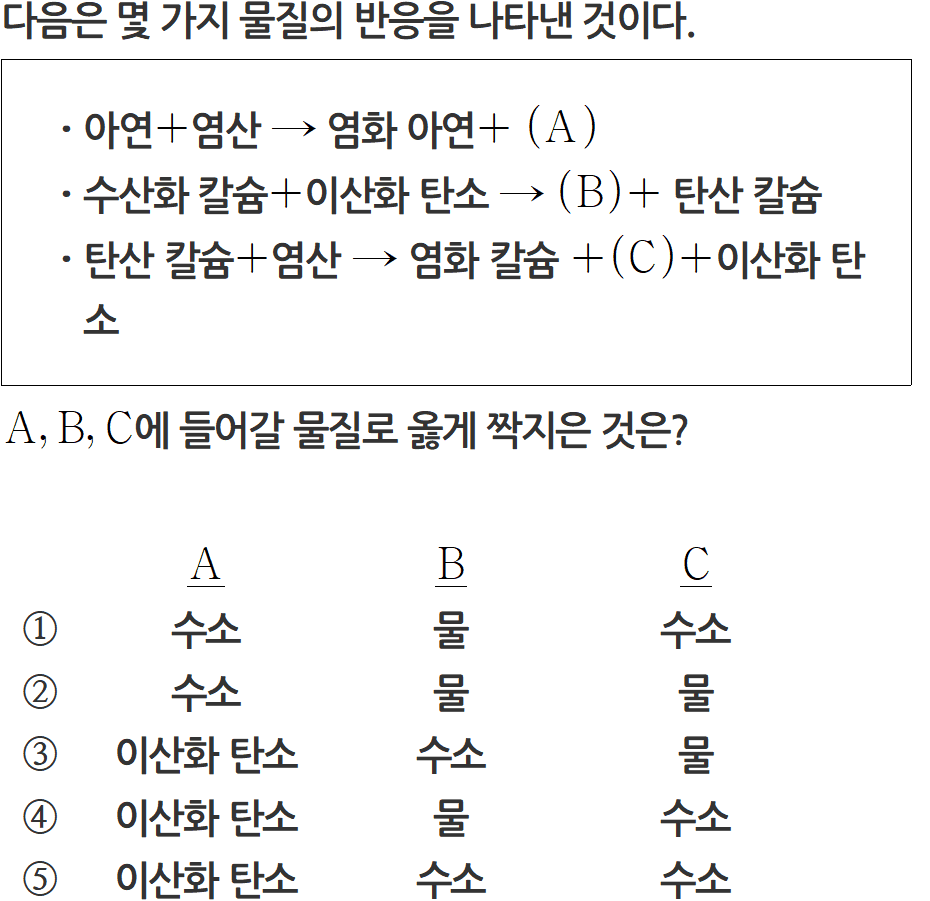 다음은 몇 가지 물질의 반응을 나타낸 것이다.
· 아연+염산 → 염화 아연+ (A)
· 수산화 칼슘+이산화 탄소 → (B)+ 탄산 칼슘
· 탄산 칼슘+염산 → 염화 칼슘 +(C)+이산화 탄
소
A, B, C에 들어갈 물질로 옳게 짝지은 것은?
A B C
① 수소 물 수소
② 수소 물 물
③ 이산화 탄소 수소 물
④ 이산화 탄소 물 수소
⑤ 이산화 탄소 수소 수소